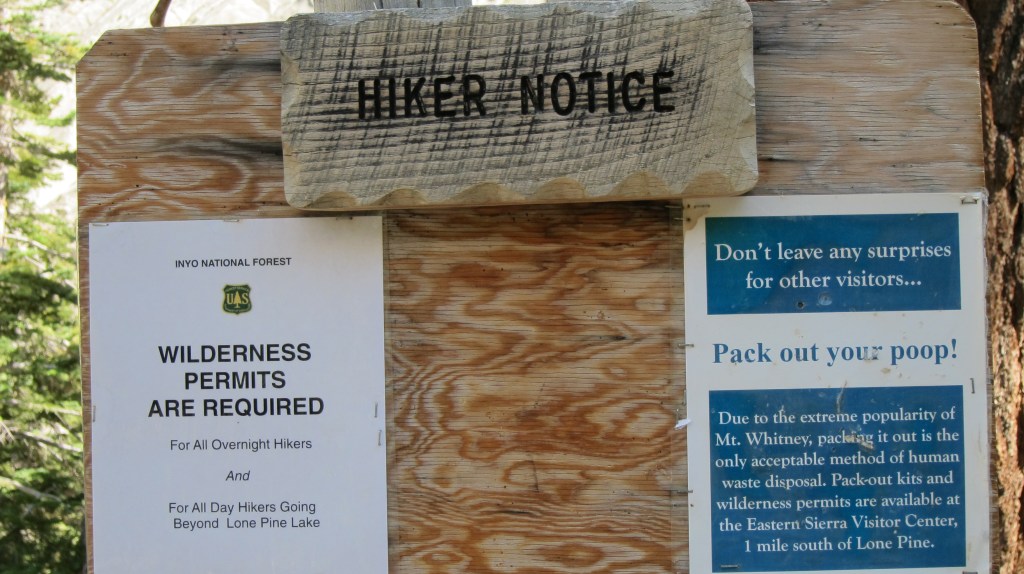 HIKER NOTICE
INYO NATIONAL FOREST
U S
WILDERNESS
PERMITS
ARE REQUIRED
For All Overnight Hikers
And
For All Day Hikers Going
Beyond Lone Pine Lake
Don't leave any surprises
for other visitors...
Pack out your poop!
Due to the extreme popularity of
Mt. Whitney, packing it out is the
only acceptable method of human
waste disposal. Pack-out kits and
wilderness permits are available at
the Eastern Sierra Visitor Center,
1 mile south of Lone Pine.